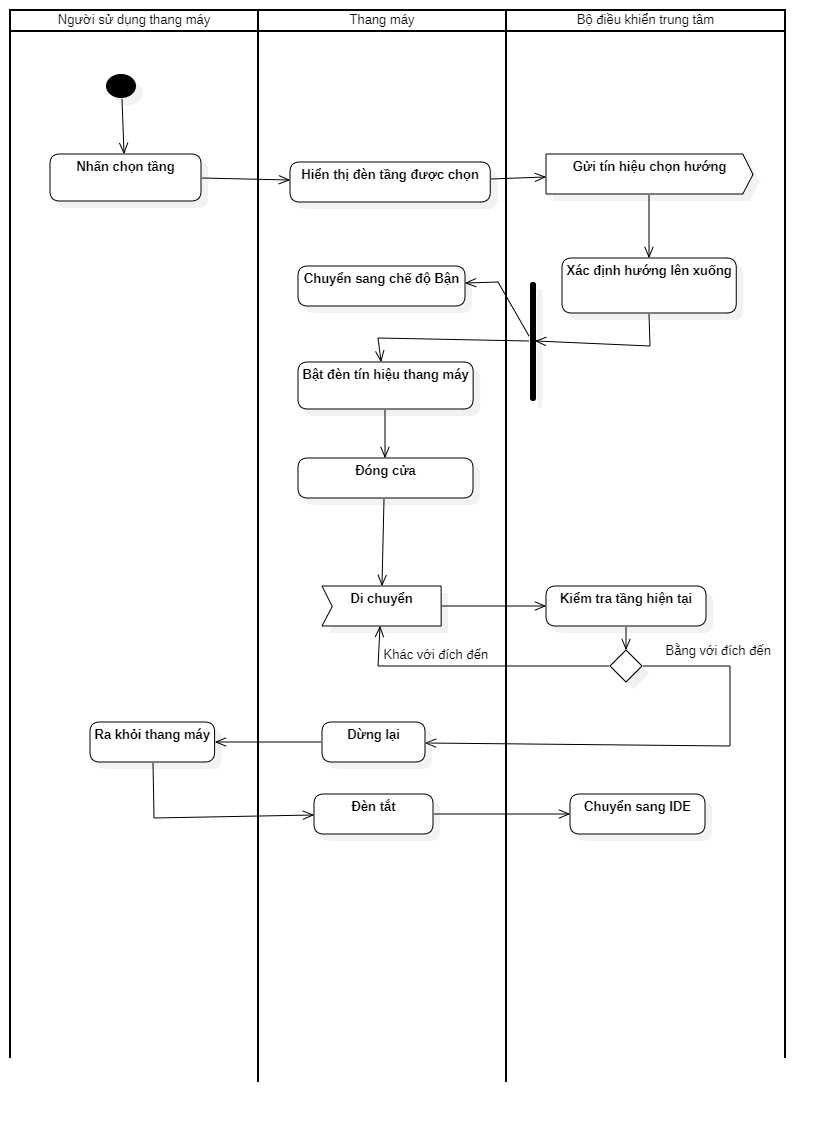 Người sử dụng thang máy
Thang máy
Bộ điều khiển trung tâm
Nhấn chọn tầng
Hiển thị đèn tầng được chọn
Gửi tín hiệu chọn hướng
Xác định hướng lên xuống
Chuyển sang chế độ Bận
Bật đèn tín hiệu thang máy
Đóng cửa
Di chuyển
Kiểm tra tầng hiện tại
Khác với đích đến
Bằng với đích đến
Ra khỏi thang máy
Dừng lại
Đèn tắt
Chuyển sang IDE